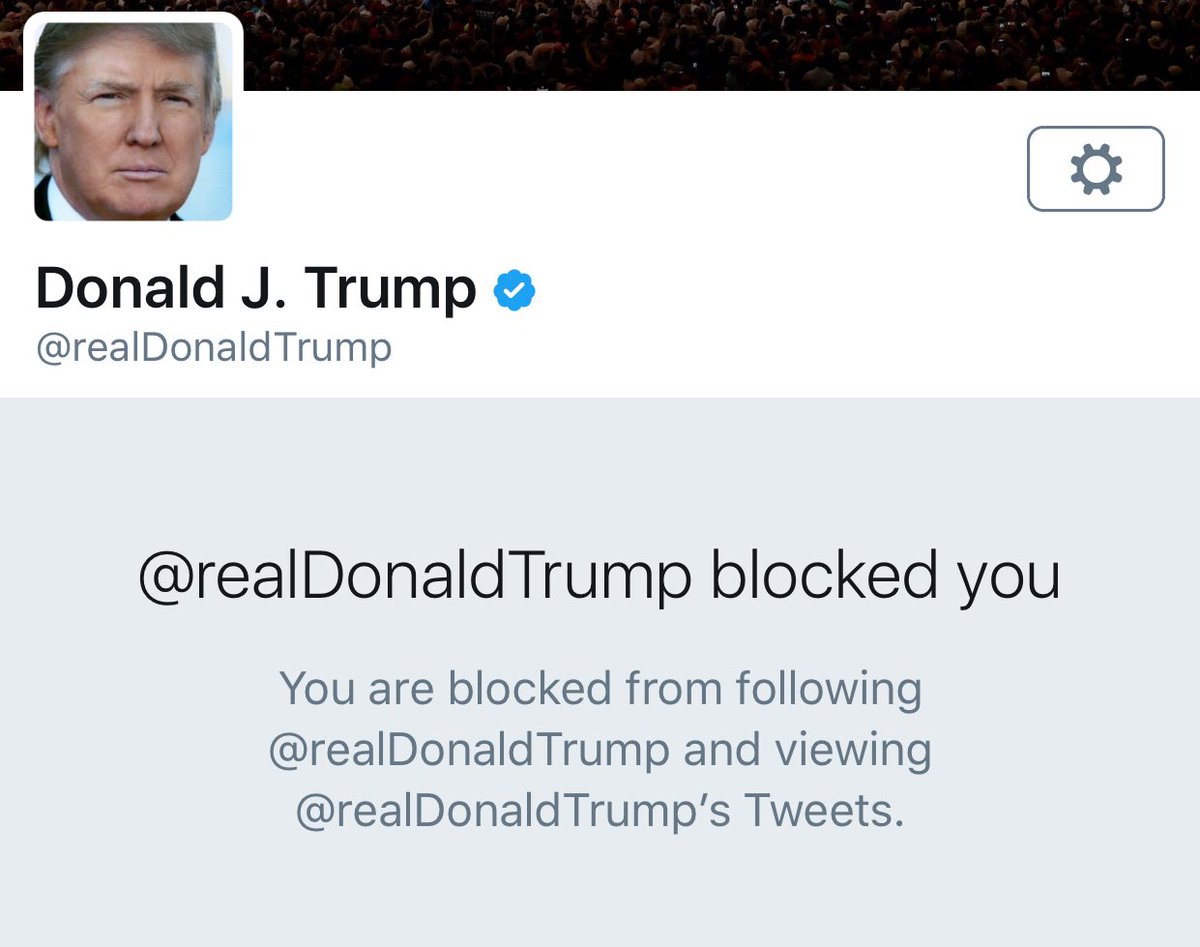 Donald J. Trump
@realDonaldTrump
@realDonaldTrump blocked you
You are blocked from following
@realDonaldTrump and viewing
@realDonaldTrump’s Tweets.